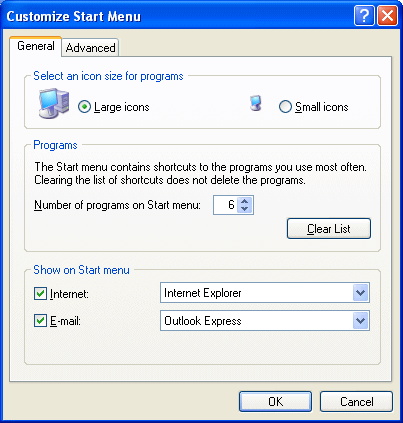 Customize Start Menu
General Advanced
Select an icon size for programs
Large icons Small icons
Programs
The Start menu contains shortcuts to the programs you use most often.
Clearing the list of shortcuts does not delete the programs.
Number of programs on Start menu: 6
Clear List
Show on Start menu
Internet: Internet Explorer
E-mail: Outlook Express
OK Cancel